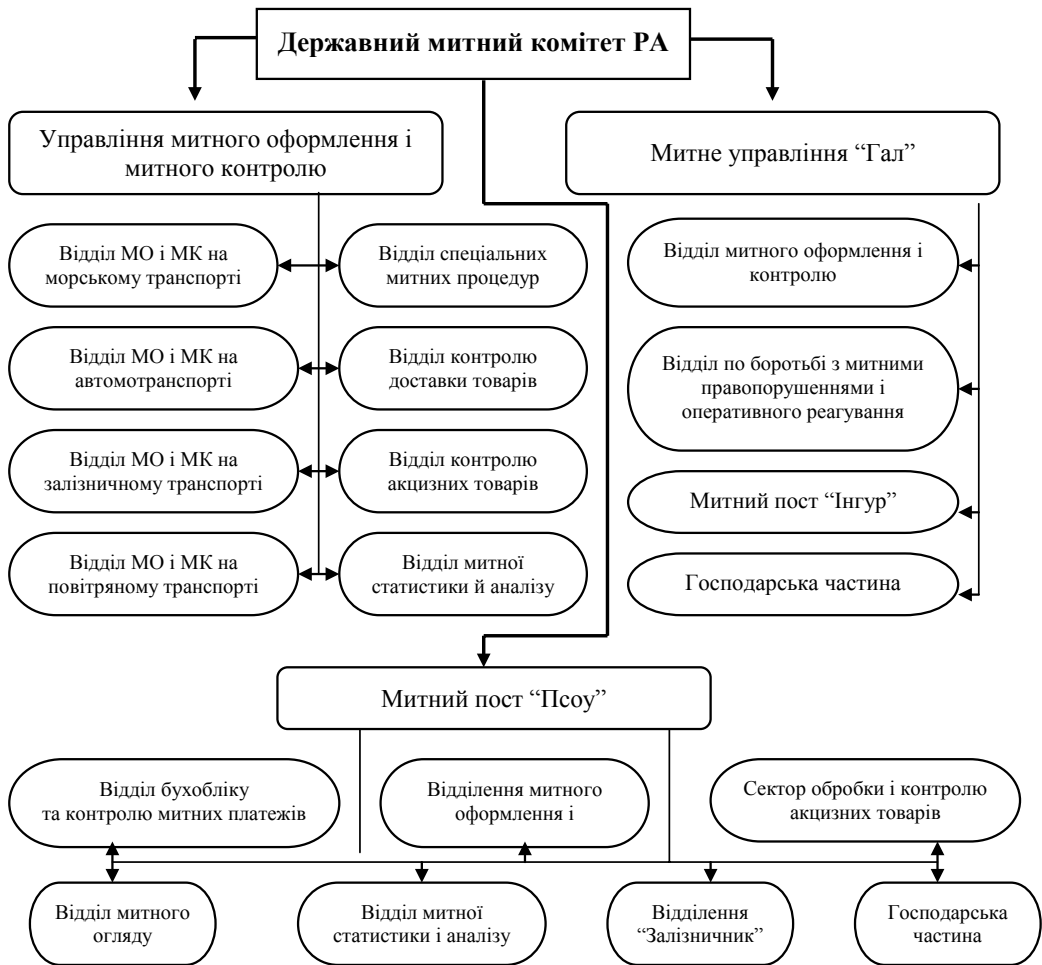 Державний митний комітет РА
Управління митного оформлення і
митного контролю
Митне управління “Гал”
Відділ МО і МК на
морському транспорті
Відділ спеціальних
митних процедур
Відділ МО і МК на
автомотранспорті
Відділ контролю
доставки товарів
Відділ МО і МК на
залізничному транспорті
Відділ контролю
акцизних товарів
Відділ МО і МК на
повітряному транспорті
Відділ митної
статистики й аналізу
Відділ митного оформлення і
контролю
Відділ по боротьбі з митними
правопорушеннями і
оперативного реагування
Митний пост “Інгур”
Господарська частина
Митний пост “Псоу”
Відділ бухобліку
та контролю митних платежів
Відділення митного
оформлення і
Сектор обробки і контролю
акцизних товарів
Відділ митного
огляду
Відділ митної
статистики і аналізу
Відділення
“Залізничник”
Господарська
частина